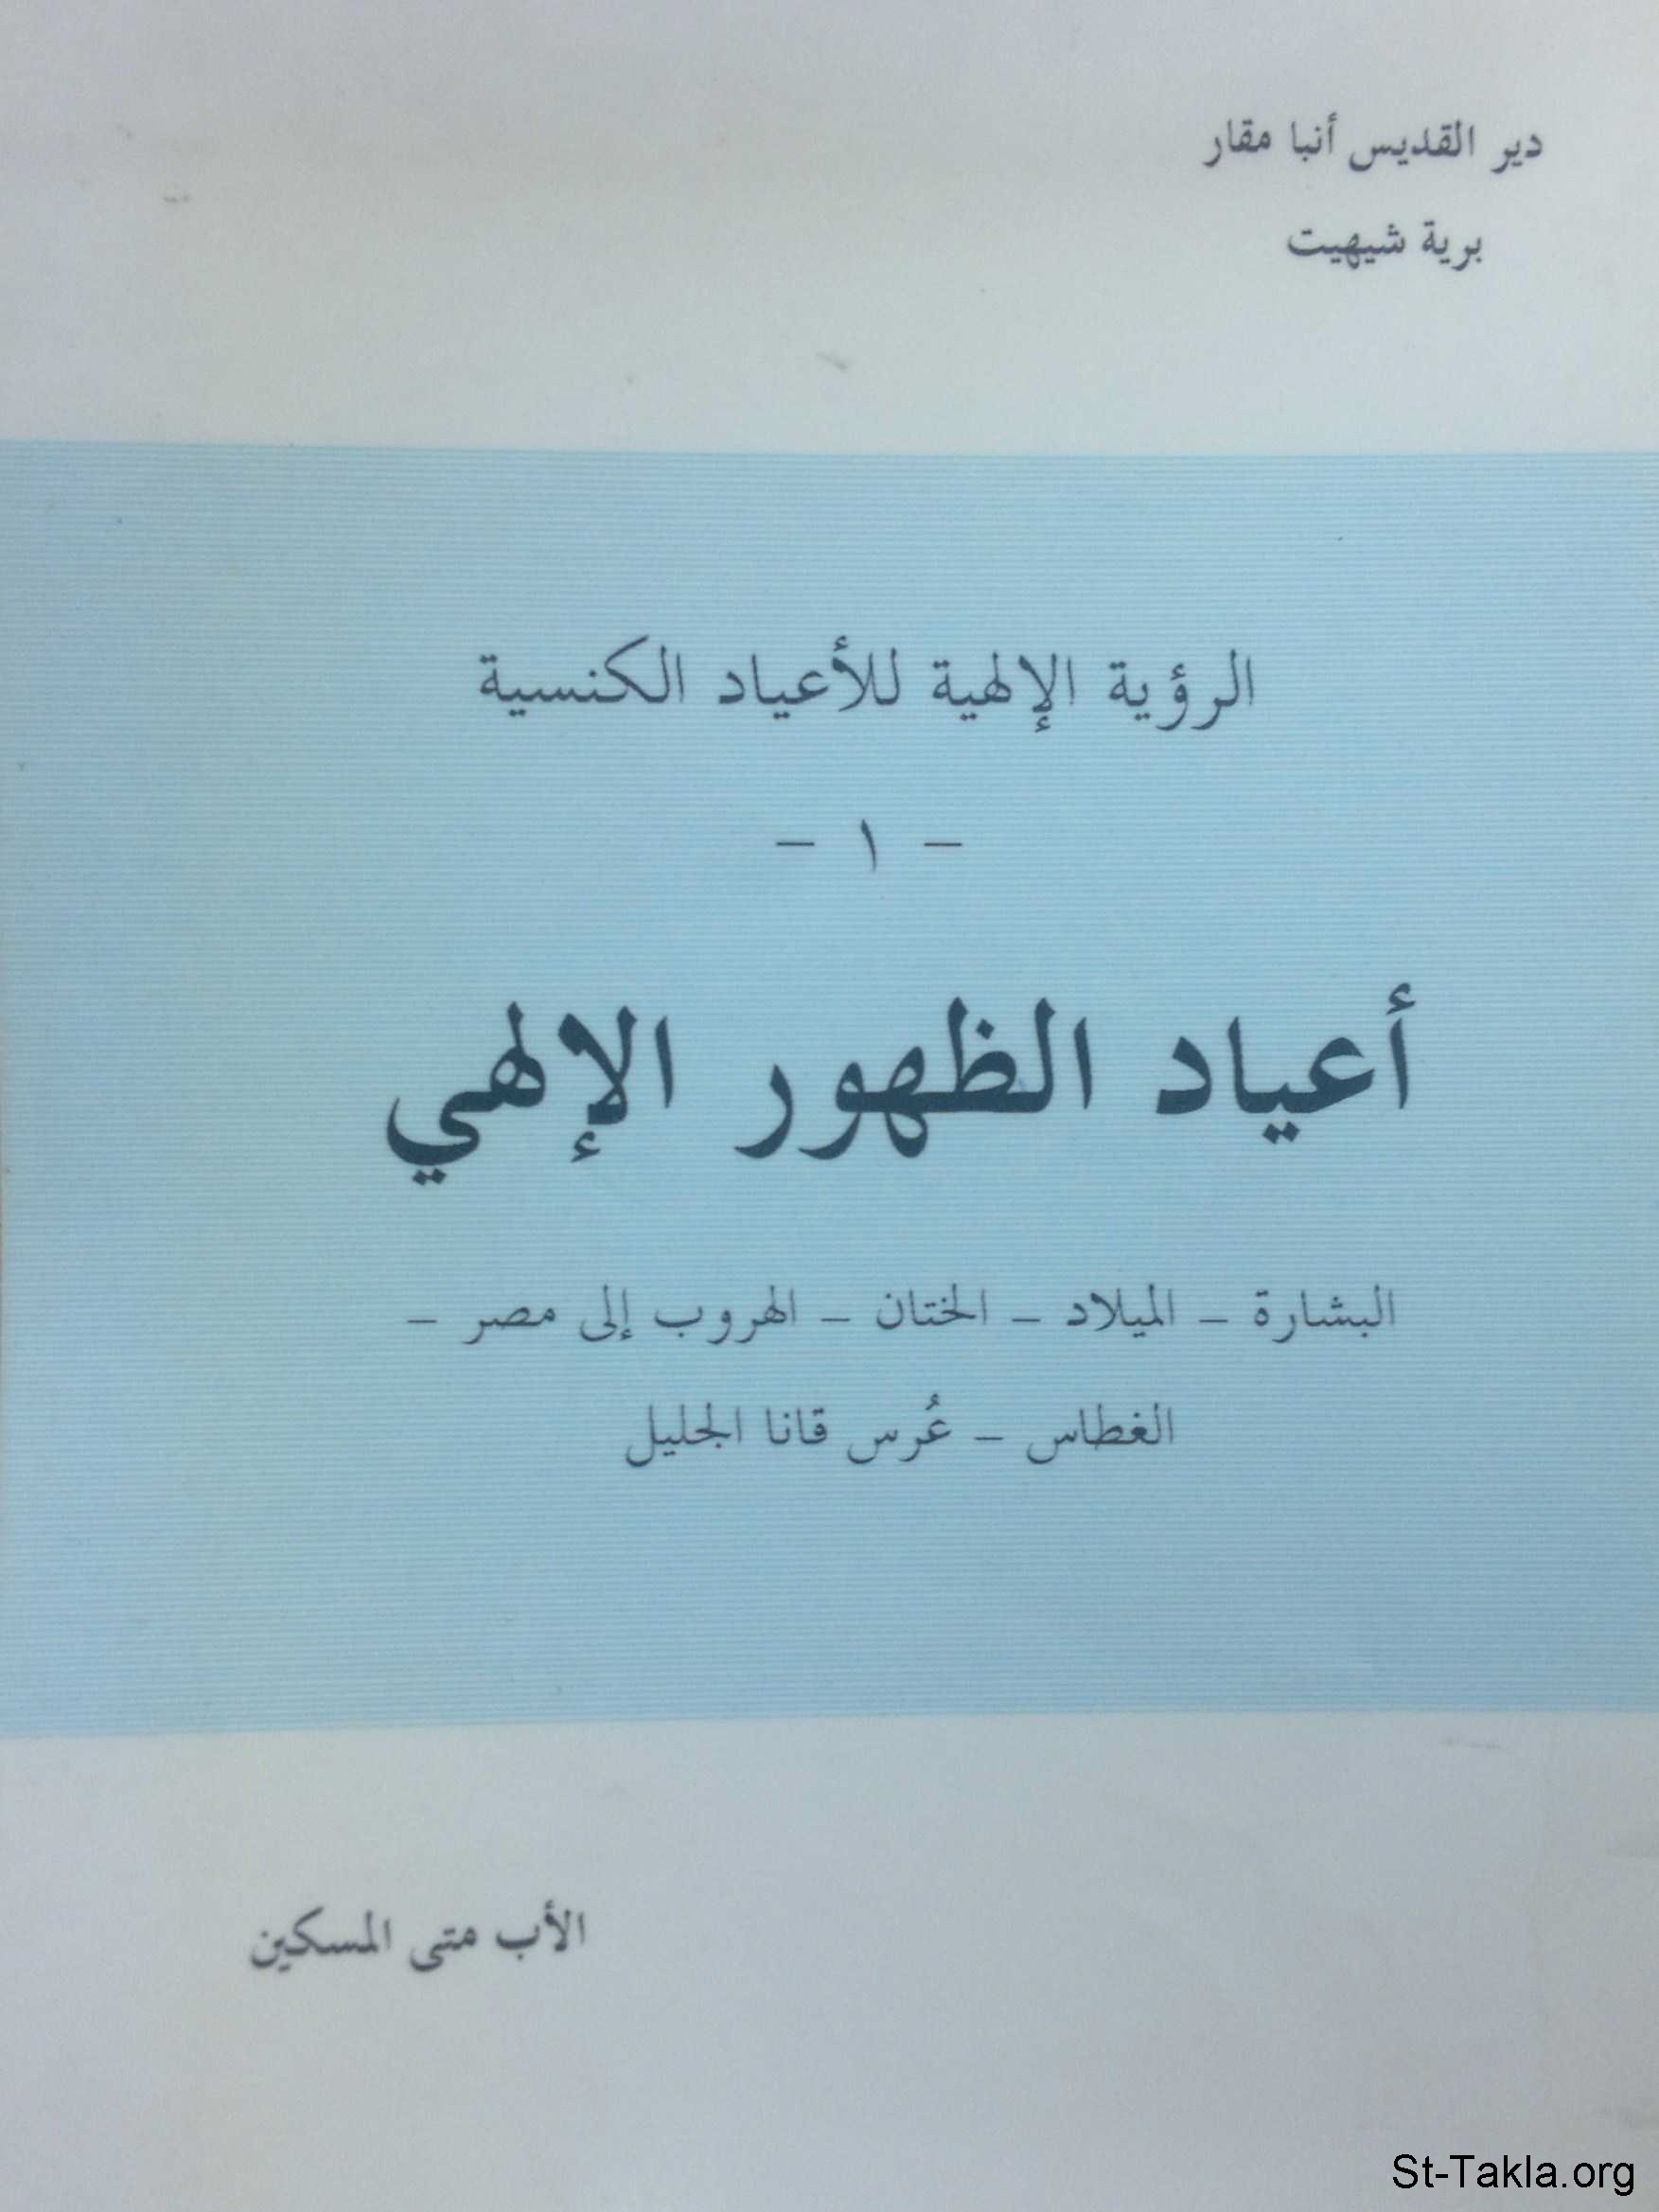 دير القديس أنبا مقار
برية شيهيت
الرؤية الإلهية للأعياد الكنسية
– ١ –
أعياد الظهور الإلهي
البشارة – الميلاد – الختان – الهروب إلى مصر –
الغطاس – عُرس قانا الجليل
الأب متى المسكين
St-Takla.org